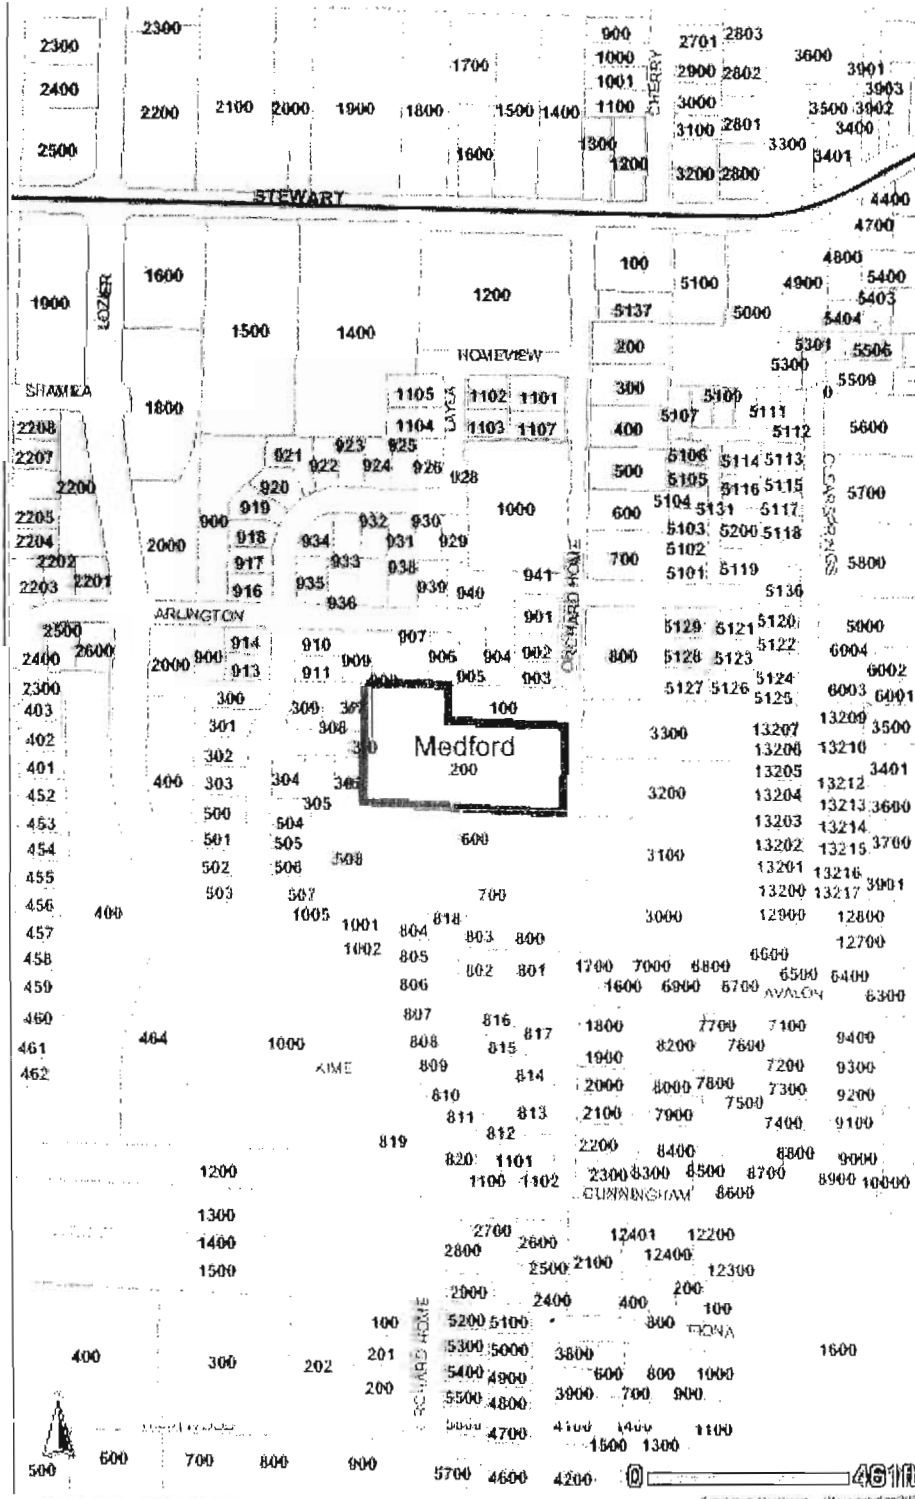 2300 2300 1700 900 2701 2803
1000 3600
2400 1001 2900 2802 3901
2200 2100 2000 1900 1800 1500 1400 1100 CHERRY 3000 3903
3500 3902
2500 1600 1300 3100 2801 3400
1200 3200 2800 3300 3401
STEWART 4400
4700
1900 LOZIER 1600 1200 100 5100 4800
4900 5400
5403
1500 1400 5137 5000 5404
HOMEVIEW 200 5301 5506
5300
SHAMILA 1105 1102 1101 300 5509
1800 LAYLA 5109
5107 5111
2208 1104 1103 1107 400 5112 5600
2207 921 923 925
922 924 926 928 500 5106 5114 5113
2200 920 5105 5116 5115 5700
2205 900 919 1000 600 5104 5131 5117
2204 2000 918 934 932 930 5103 5200 5118
931 929
2202 917 933 938 700 5102 5800
2203 2201 916 935 939 940 941 5101 5119
936 ORCHARD HOME 5136
ARLINGTON 901
2500 914 910 907 5129 5121 5120 5900
2400 2600 2000 900 913 911 909 906 904 902 800 5128 5123 5122 6004
905 903 5124 6002
2300 300 5127 5126 5125 6003 6001
403 301 309 308 100 3300 13207 13209 3500
402 302 Medford 13206 13210
401 400 303 304 200 13205 3401
452 305 3200 13204 13212
13213 3600
453 500 504 13203 13214
454 501 505 600 13202 13215 3700
455 502 506 508 3100 13201 13216
503 507 700 13200 13217 3901
456 400 1005 818 3000 12900 12800
457 1001 804 803 800 12700
458 1002 805 6600
459 806 802 801 1700 7000 6800 6500 6400
1600 6900 6700 AVALON 6300
460 807 816 817 1800 7700 7100
461 464 1000 808 815 8200 7600 9400
462 KIME 809 814 1900 7200 9300
810 2000 8000 7800 7300 9200
811 813 2100 7900 7500 7400 9100
819 812 2200 8400 8800
1200 820 1101 2300 8300 8500 8700 9000
1100 1102 CUNNINGHAM 8600 8900 10000
1300 2700 12401 12200
1400 2800 2600 12400
1500 2500 2100 12300
2900 2400 400 200
100 ORCHARD HOME 5200 5100 800 100
FIONA
400 300 202 201 5300 5000 3800 1600
200 5400 4900 600 800 1000
5500 4800 3900 700 900
4700 4100 1400 1100
500 600 700 800 900 1500 1300
5700 4600 4200 0 461ft